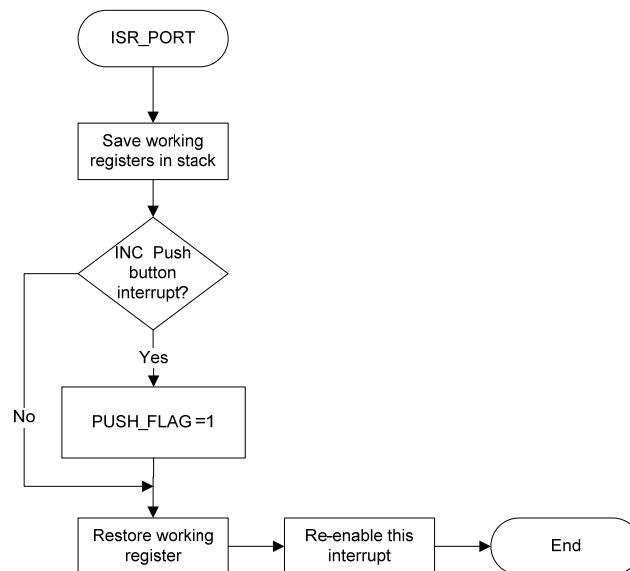 ISR_PORT
Save working
registers in stack
INC Push
button
interrupt?
Yes
No
PUSH_FLAG =1
Restore working
register
Re-enable this
interrupt
End